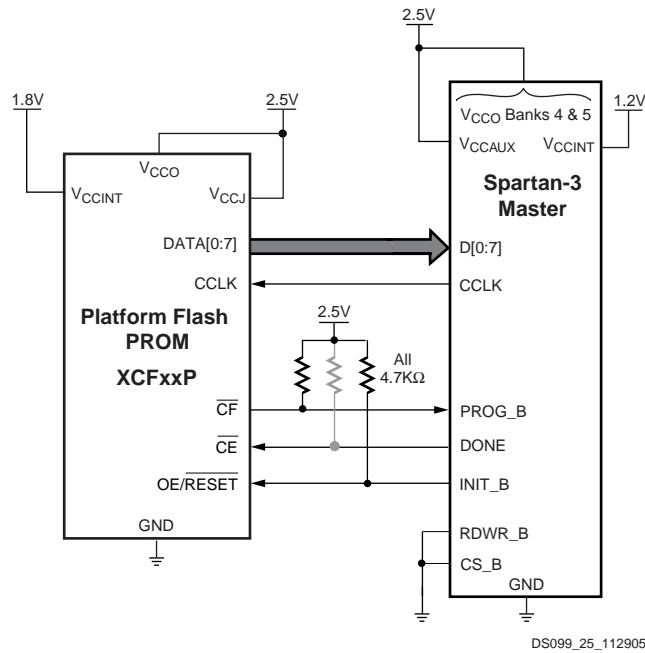 2.5V
1.8V
2.5V
1.2V
VCCO Banks 4 & 5
VCCO
VCCAUX
VCCINT
VCCINT
VCCJ
Spartan-3
Master
DATA[0:7]
D[0:7]
CCLK
CCLK
Platform Flash
PROM
XCFxxP
2.5V
All
4.7KΩ
CF
PROG_B
CE
DONE
OE/RESET
INIT_B
GND
RDWR_B
CS_B
GND
DS099_25_112905